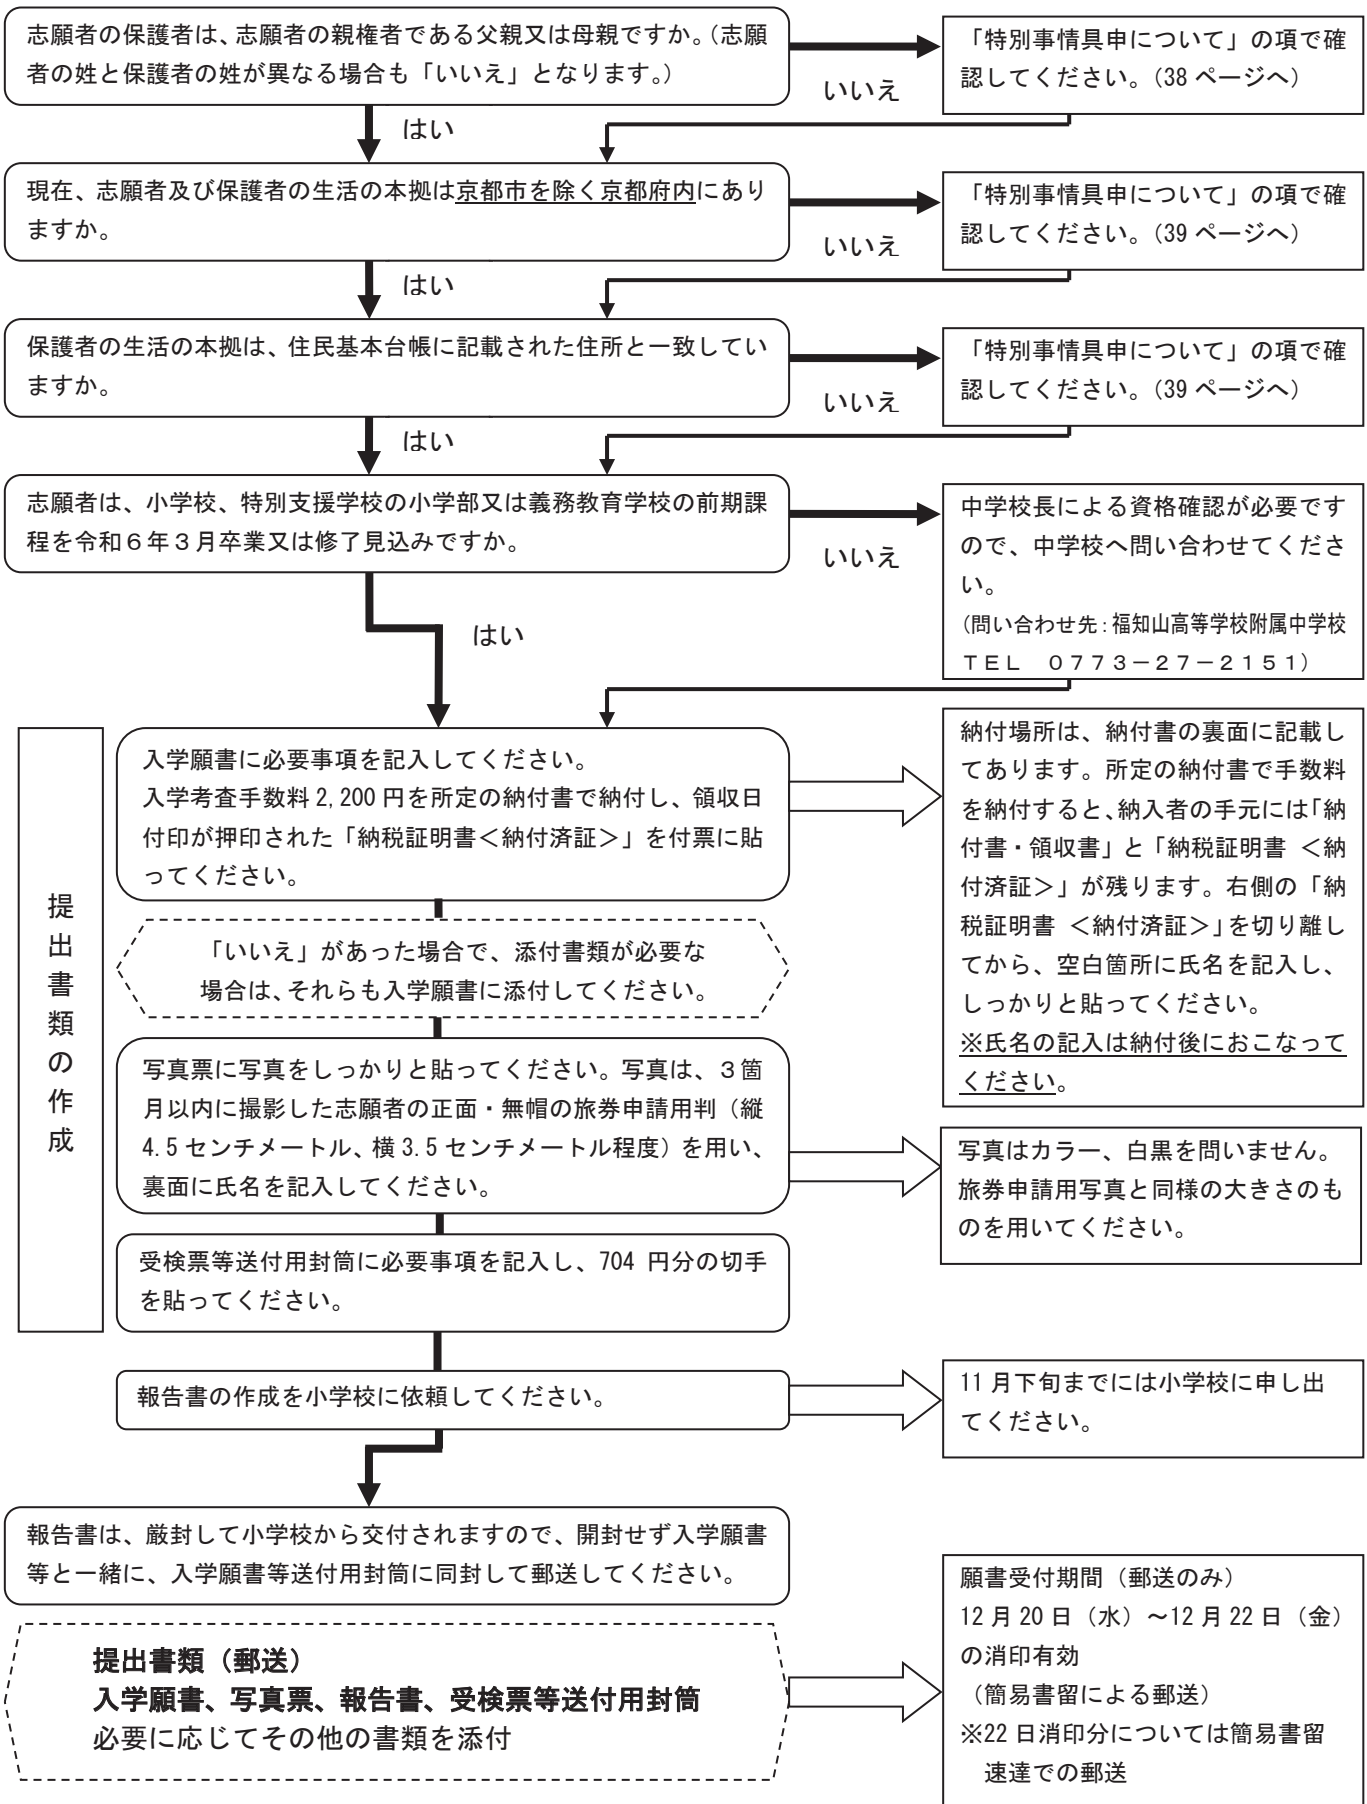 志願者の保護者は、志願者の親権者である父親又は母親ですか。(志願
者の姓と保護者の姓が異なる場合も「いいえ」となります。)
いいえ
「特別事情具申について」の項で確
認してください。(38 ページへ)
はい
現在、志願者及び保護者の生活の本拠は京都市を除く京都府内にあり
ますか。
いいえ
「特別事情具申について」の項で確
認してください。(39 ページへ)
はい
保護者の生活の本拠は、住民基本台帳に記載された住所と一致してい
ますか。
いいえ
「特別事情具申について」の項で確
認してください。(39 ページへ)
はい
志願者は、小学校、特別支援学校の小学部又は義務教育学校の前期課
程を令和6年3月卒業又は修了見込みですか。
いいえ
中学校長による資格確認が必要です
ので、中学校へ問い合わせてくださ
い。
(問い合わせ先:福知山高等学校附属中学校
TEL 0773-27-2151)
はい
提出書類の作成
入学願書に必要事項を記入してください。
入学考査手数料 2,200 円を所定の納付書で納付し、領収日
付印が押印された「納税証明書<納付済証>」を付票に貼
ってください。
納付場所は、納付書の裏面に記載し
てあります。所定の納付書で手数料
を納付すると、納入者の手元には「納
付書・領収書」と「納税証明書 <納
付済証>」が残ります。右側の「納
税証明書 <納付済証>」を切り離し
てから、空白箇所に氏名を記入し、
しっかりと貼ってください。
※氏名の記入は納付後におこなって
ください。
「いいえ」があった場合で、添付書類が必要な
場合は、それらも入学願書に添付してください。
写真票に写真をしっかりと貼ってください。写真は、3箇
月以内に撮影した志願者の正面・無帽の旅券申請用判(縦
4.5 センチメートル、横 3.5 センチメートル程度)を用い、
裏面に氏名を記入してください。
写真はカラー、白黒を問いません。
旅券申請用写真と同様の大きさのも
のを用いてください。
受検票等送付用封筒に必要事項を記入し、704 円分の切手
を貼ってください。
報告書の作成を小学校に依頼してください。
11 月下旬までには小学校に申し出
てください。
報告書は、厳封して小学校から交付されますので、開封せず入学願書
等と一緒に、入学願書等送付用封筒に同封して郵送してください。
提出書類(郵送)
入学願書、写真票、報告書、受検票等送付用封筒
必要に応じてその他の書類を添付
願書受付期間(郵送のみ)
12 月 20 日(水)~12 月 22 日(金)
の消印有効
(簡易書留による郵送)
※22 日消印分については簡易書留
速達での郵送